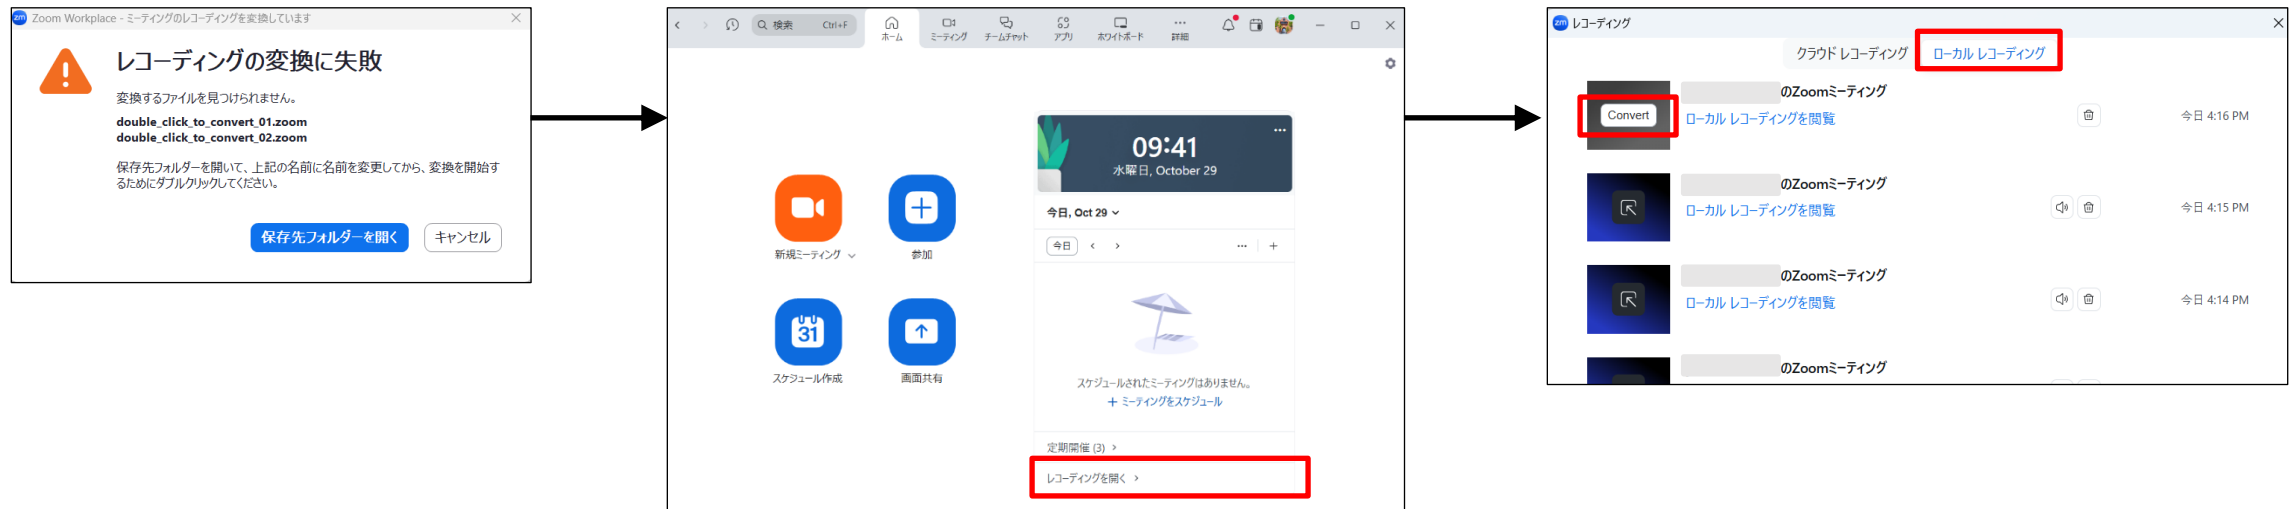 zm Zoom Workplace - ミーティングのレコーディングを変換しています
レコーディングの変換に失敗
変換するファイルを見つけられません。
double_click_to_convert_01.zoom
double_click_to_convert_02.zoom
保存先フォルダーを開いて、上記の名前に名前を変更してから、変換を開始す
るためにダブルクリックしてください。
保存先フォルダーを開く
キャンセル
検索 Ctrl+F
ホーム
ミーティング
チームチャット
アプリ
ホワイトボード
詳細
09:41
水曜日, October 29
今日, Oct 29
今日
新規ミーティング
参加
31
スケジュール作成
画面共有
スケジュールされたミーティングはありません。
+ ミーティングをスケジュール
定期開催 (3) >
レコーディングを開く >
zm レコーディング
クラウド レコーディング
ローカル レコーディング
Convert
のZoomミーティング
ローカル レコーディングを閲覧
今日 4:16 PM
のZoomミーティング
ローカル レコーディングを閲覧
今日 4:15 PM
のZoomミーティング
ローカル レコーディングを閲覧
今日 4:14 PM
のZoomミーティング